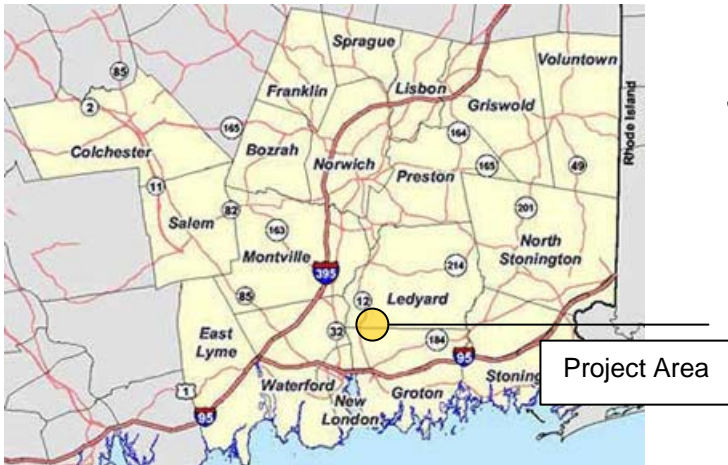 Sprague
Voluntown
85
Franklin
Lisbon
2
Griswold
Rhode Island
165
164
Colchester
Bozrah
Norwich
165
49
Preston
11
Salem
82
201
163
North
Stonington
Montville
214
395
85
12
Ledyard
32
184
East
Lyme
95
Project Area
1
Waterford
Groton
New
London
95